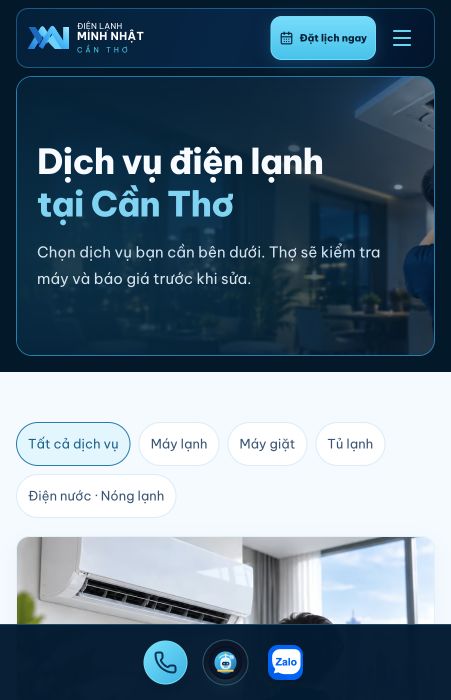 ĐIỆN LẠNH
MINH NHẬT
CẦN THƠ
Đặt lịch ngay
Dịch vụ điện lạnh
tại Cần Thơ
Chọn dịch vụ bạn cần bên dưới. Thợ sẽ kiểm tra
máy và báo giá trước khi sửa.
Tất cả dịch vụ
Máy lạnh
Máy giặt
Tủ lạnh
Điện nước · Nóng lạnh
Zalo